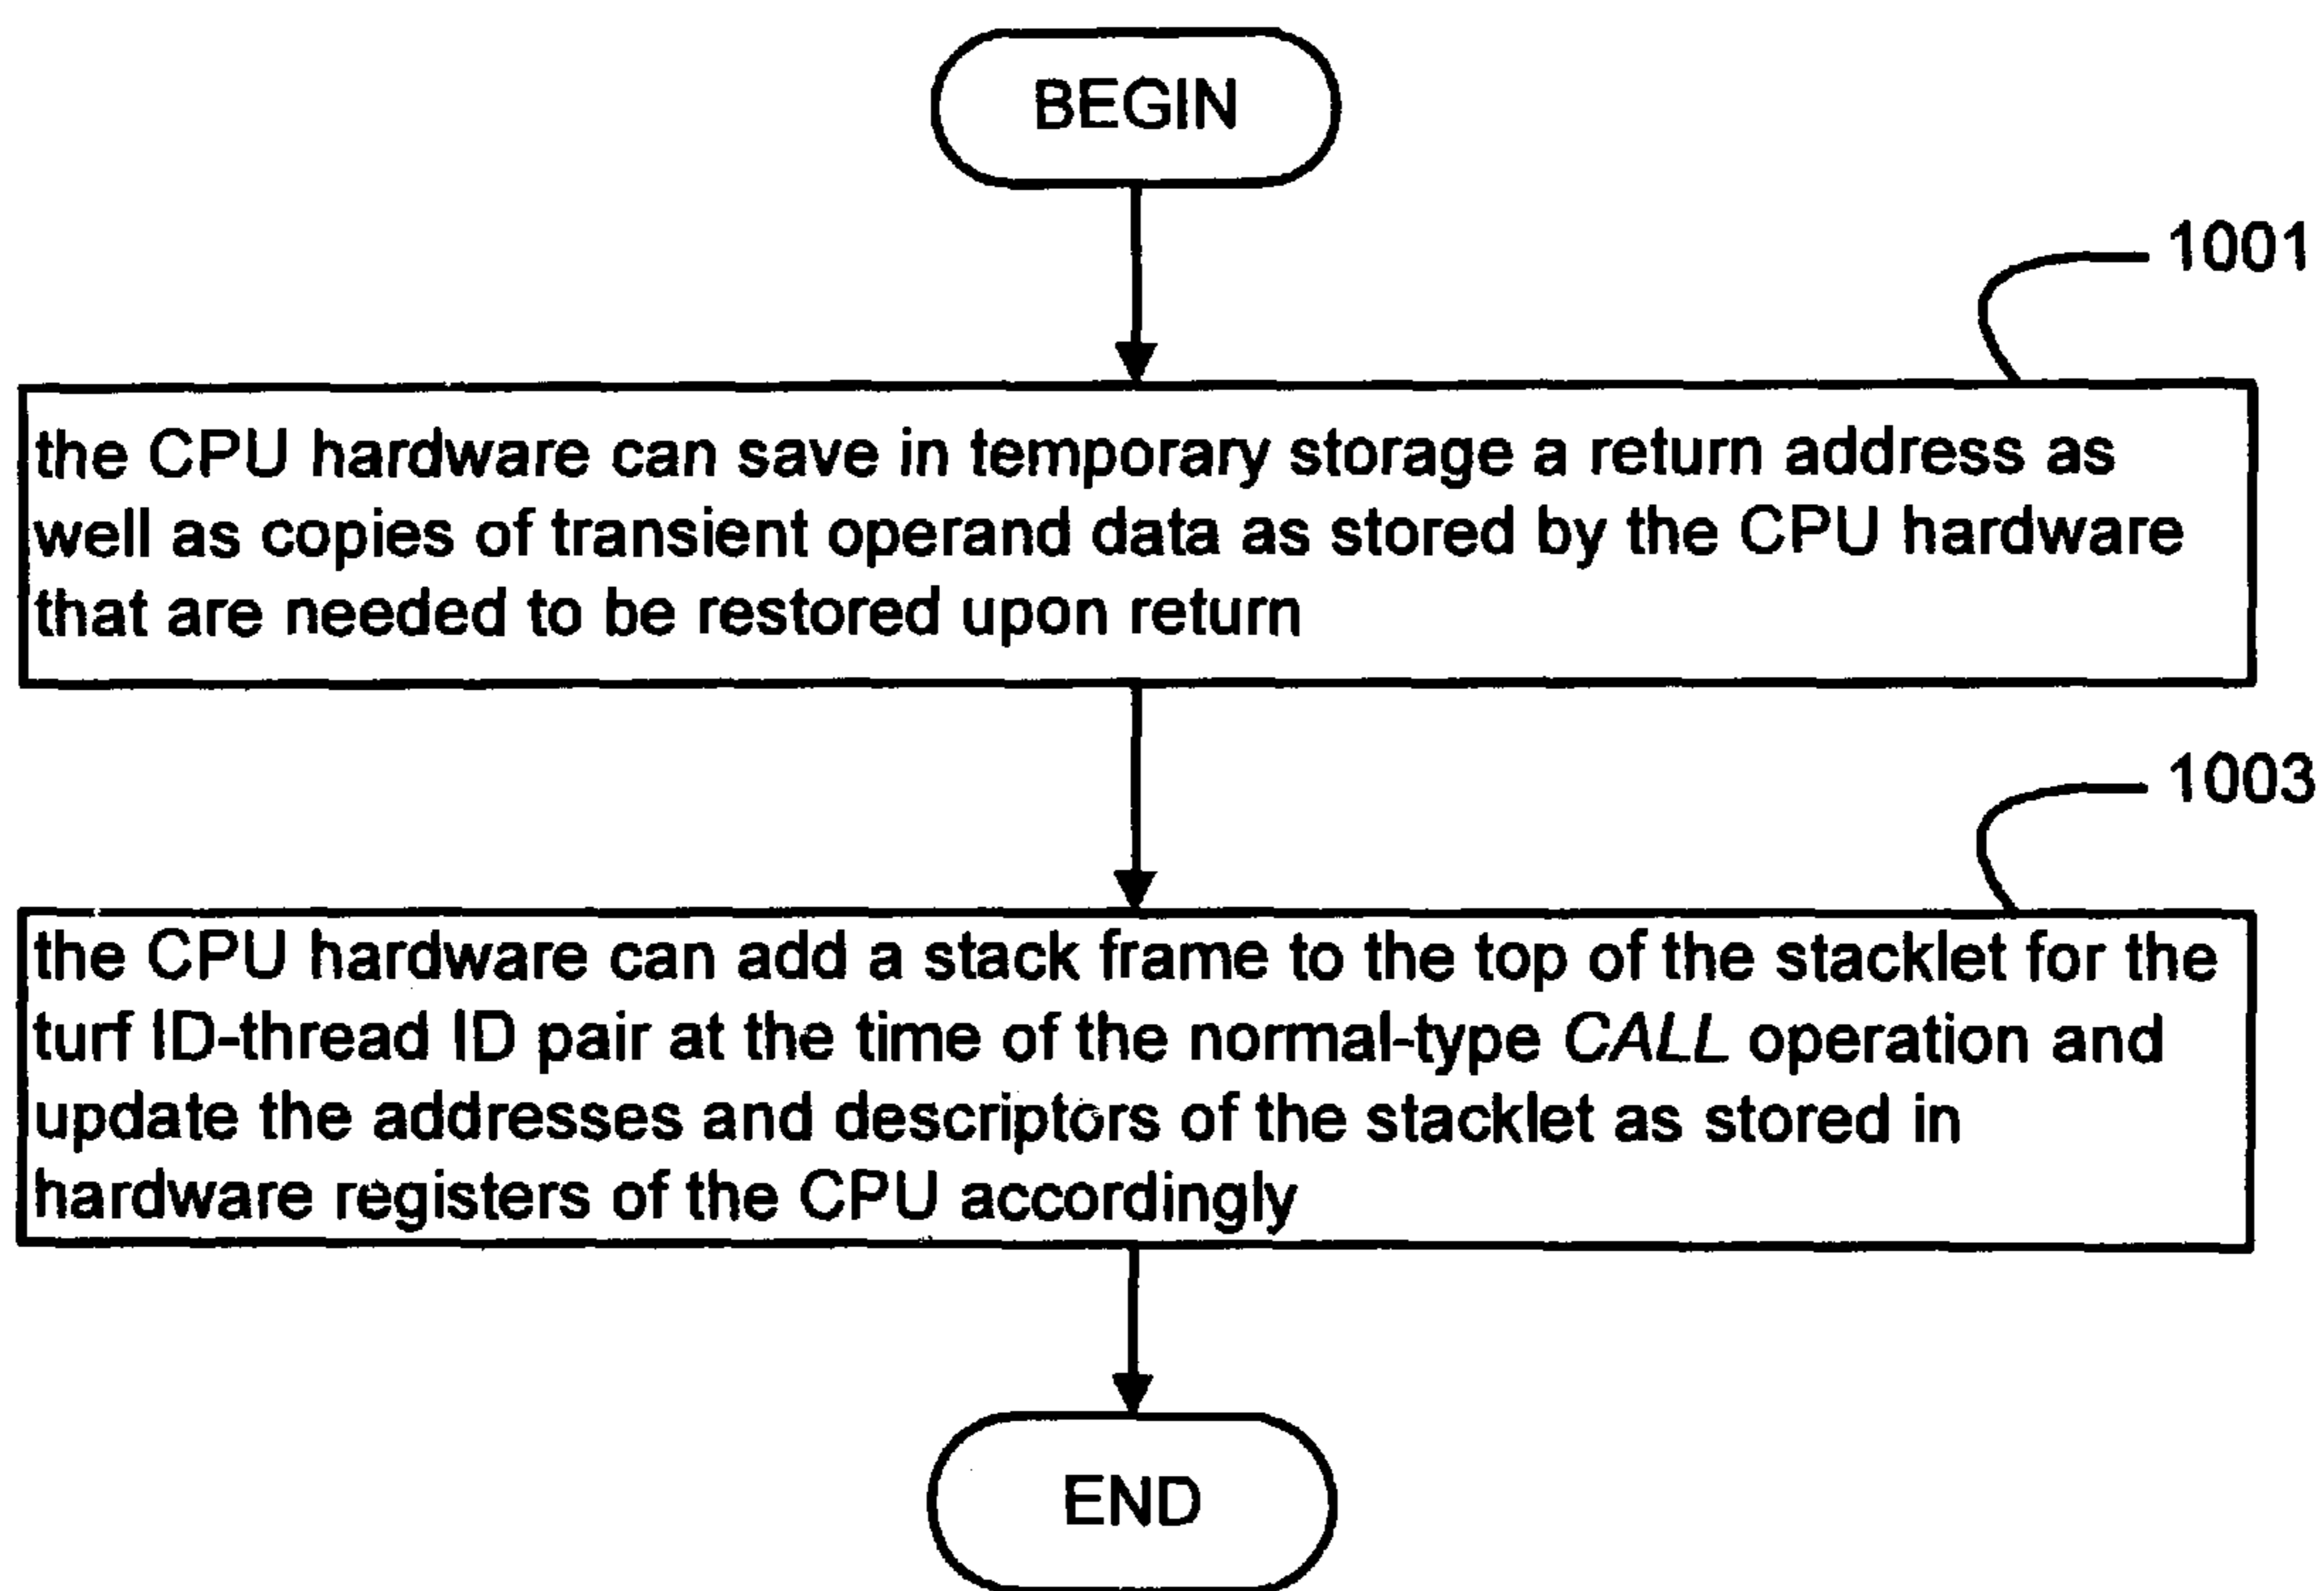 BEGIN
1001
the CPU hardware can save in temporary storage a return address as
well as copies of transient operand data as stored by the CPU hardware
that are needed to be restored upon return
1003
the CPU hardware can add a stack frame to the top of the stacklet for the
turf ID-thread ID pair at the time of the normal-type CALL operation and
update the addresses and descriptors of the stacklet as stored in
hardware registers of the CPU accordingly
END